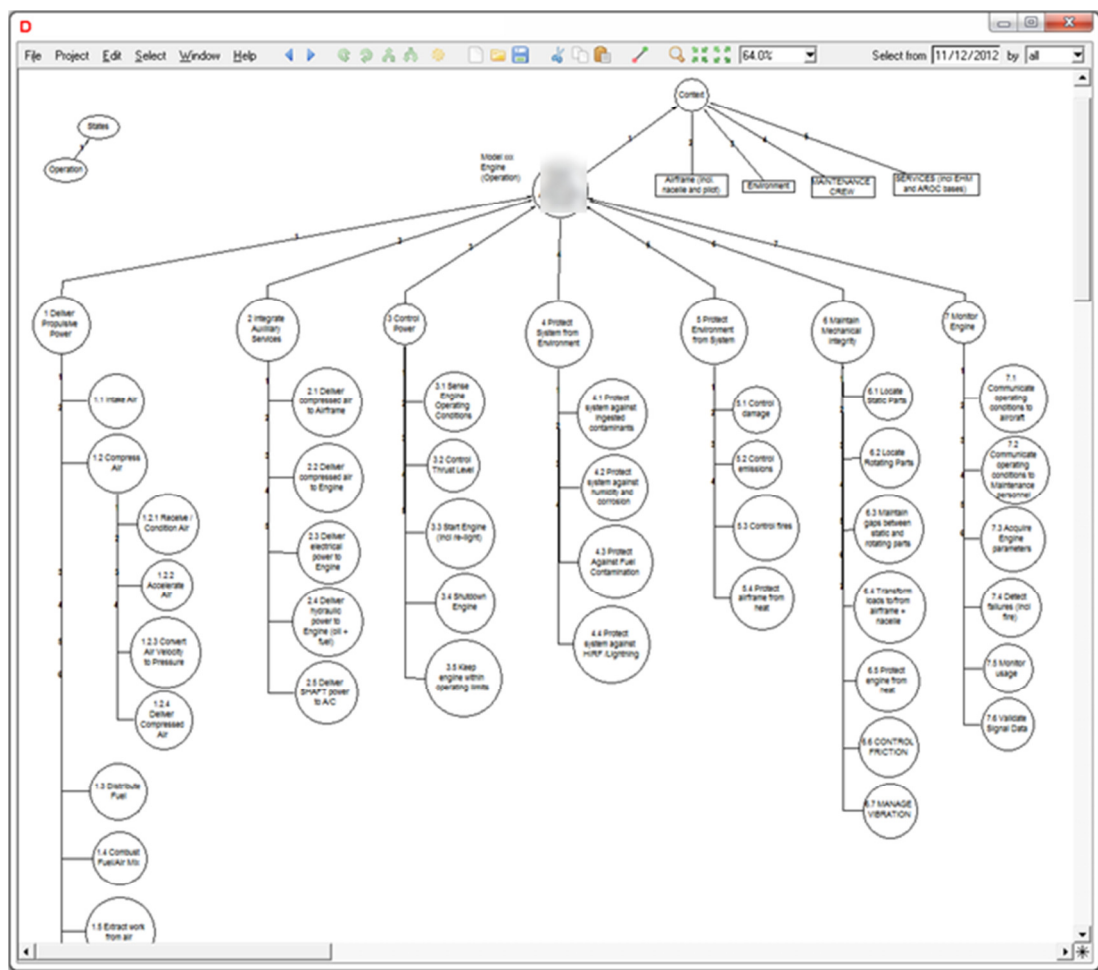 D
File Project Edit Select Window Help
64.0%
Select from 11/12/2012 by all
States
Operation
Context
Model xxx
Engine
(Operation)
Airframe (Incl.
nacelle and pilot)
Environment
MAINTENANCE
CREW
SERVICES (incl EHM
and AROC bases)
1 Deliver
Propulsive
Power
2 Integrate
Auxiliary
Services
3 Control
Power
4 Protect
System from
Environment
5 Protect
Environment
from System
6 Maintain
Mechanical
Integrity
7 Monitor
Engine
1.1 Intake Air
1.2 Compress
Air
1.2.1 Receive /
Condition Air
1.2.2
Accelerate
Air
1.2.3 Convert
Air Velocity
to Pressure
1.2.4
Deliver
Compressed
Air
1.3 Distribute
Fuel
1.4 Combust
Fuel/Air Mix
1.5 Extract work
from air
2.1 Deliver
compressed air
to Airframe
2.2 Deliver
compressed air
to Engine
2.3 Deliver
electrical
power to
Engine
2.4 Deliver
hydraulic
power to
Engine (oil +
fuel)
2.5 Deliver
SHAFT power
to A/C
3.1 Sense
Engine
Operating
Conditions
3.2 Control
Thrust Level
3.3 Start Engine
(incl re-light)
3.4 Shutdown
Engine
3.5 Keep
engine within
operating limits
4.1 Protect
system against
ingested
contaminants
4.2 Protect
system against
humidity and
corrosion
4.3 Protect
Against Fuel
Contamination
4.4 Protect
system against
HIRF /Lightning
5.1 Control
damage
5.2 Control
emissions
5.3 Control fires
5.4 Protect
airframe from
heat
6.1 Locate
Static Parts
6.2 Locate
Rotating Parts
6.3 Maintain
gaps between
static and
rotating parts
6.4 Transform
loads to/from
airframe +
nacelle
6.5 Protect
engine from
heat
6.6 CONTROL
FRICTION
6.7 MANAGE
VIBRATION
7.1
Communicate
operating
conditions to
aircraft
7.2
Communicate
operating
conditions to
Maintenance
personnel
7.3 Acquire
Engine
parameters
7.4 Detect
failures (incl
fire)
7.5 Monitor
usage
7.6 Validate
Signal Data